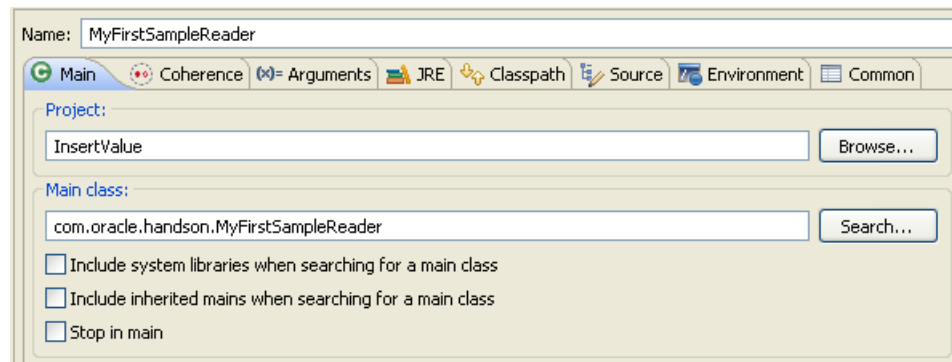 Name: MyFirstSampleReader
Main Coherence (x)= Arguments JRE Classpath Source Environment Common
Project:
InsertValue Browse...
Main class:
com.oracle.handson.MyFirstSampleReader Search...
Include system libraries when searching for a main class
Include inherited mains when searching for a main class
Stop in main